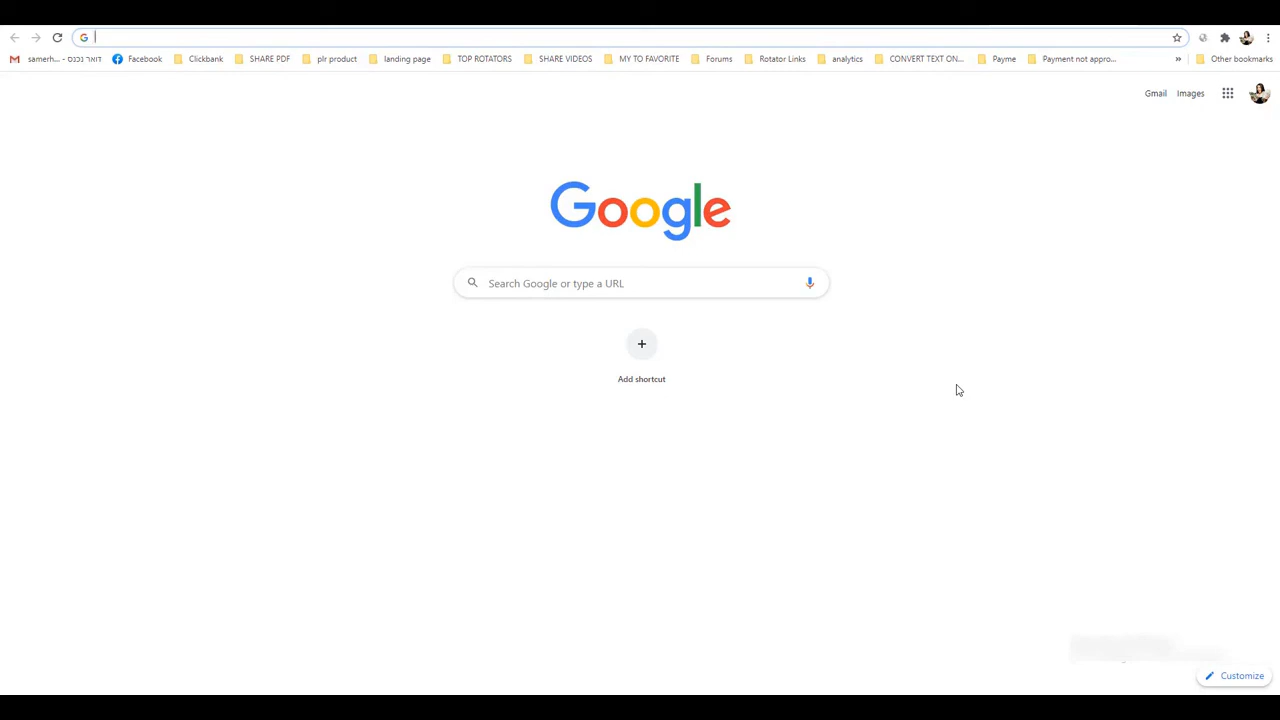 samerh... - דואר נכנס Facebook Clickbank SHARE PDF plr product landing page TOP ROTATORS SHARE VIDEOS MY TO FAVORITE Forums Rotator Links analytics CONVERT TEXT ON... Payme Payment not appro... » Other bookmarks
Gmail Images
Google
Search Google or type a URL
+
Add shortcut
Customize